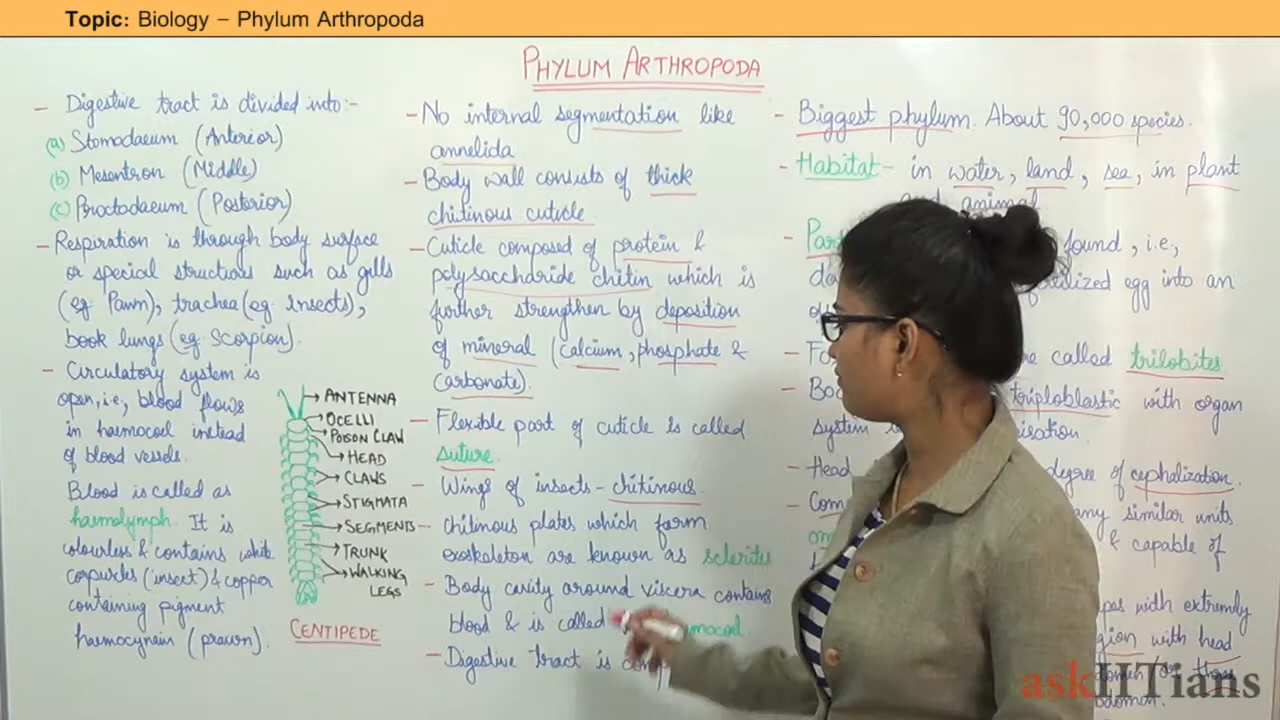 Topic: Biology – Phylum Arthropoda
PHYLUM ARTHROPODA
- Digestive tract is divided into:-
(a) Stomodaeum (Anterior)
(b) Mesentron (Middle)
(c) Proctodaeum (Posterior)
- Respiration is through body surface
or special structures such as gills
(eg. Pawn), trachea (eg. Insects),
book lungs (eg. Scorpion).
- Circulatory system is
open, i.e., blood flows
in haemocoel instead
of blood vessels.
Blood is called as
haemolymph. It is
colourless & contains white
corpuscles (insect) & copper
containing pigment
haemocynain (prawn).
ANTENNA
OCELLI
POISON CLAW
HEAD
CLAWS
STIGMATA
SEGMENTS
TRUNK
WALKING
LEGS
CENTIPEDE
- No internal segmentation like
annelida
- Body wall consists of thick
chitinous cuticle.
- Cuticle composed of protein &
polysaccharide chitin which is
further strengthen by deposition
of mineral (calcium, phosphate &
carbonate).
- Flexible part of cuticle is called
suture.
- Wings of insects - chitinous.
- chitinous plates which form
exoskeleton are known as sclerites
- Body cavity around viscera contains
blood & is called
- Digestive tract is
- Biggest phylum. About 90,000 species.
- Habitat - in water, land, sea, in plant
and animal
found, i.e.,
egg into an
called trilobites
triploblastic with organ
system
- Head degree of cephalization.
similar units
& capable of
with extremly
with head
askIITians